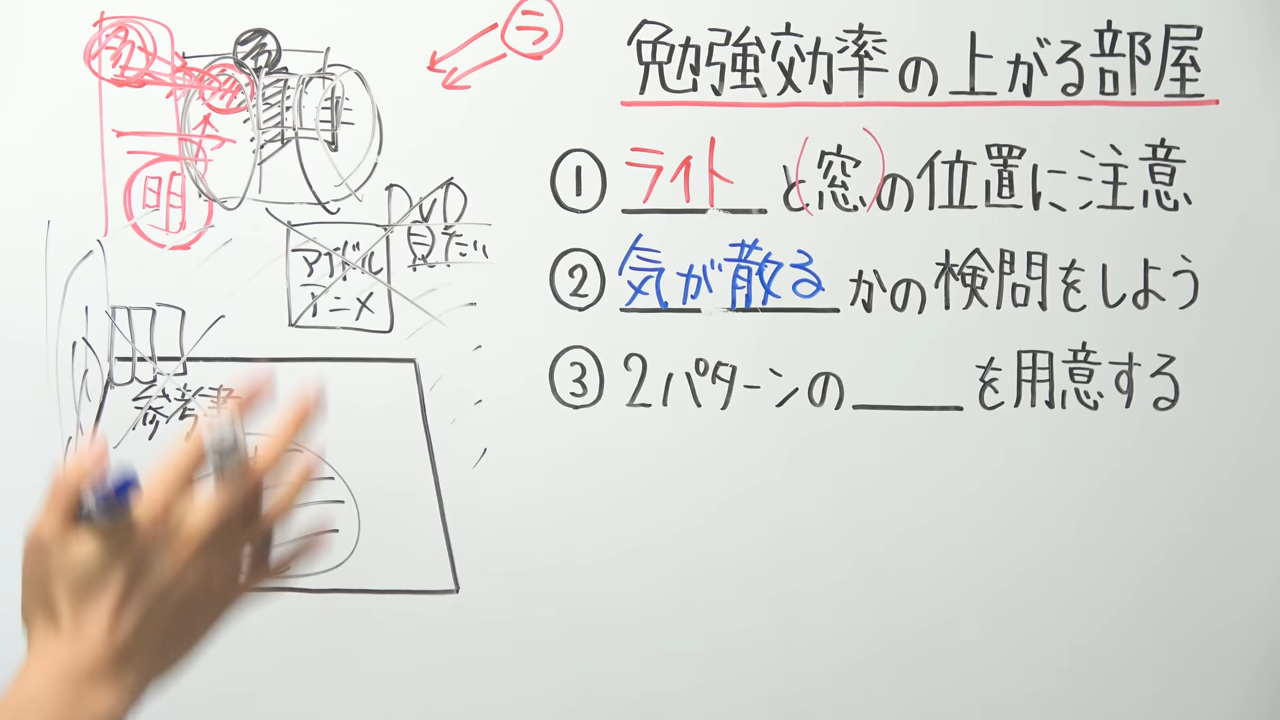 勉強効率の上がる部屋
①ライトと(窓)の位置に注意
②気が散るかの検問をしよう
③2パターンの____を用意する
ラ
明
DVD
見たい
アイドル
アニメ
参考書